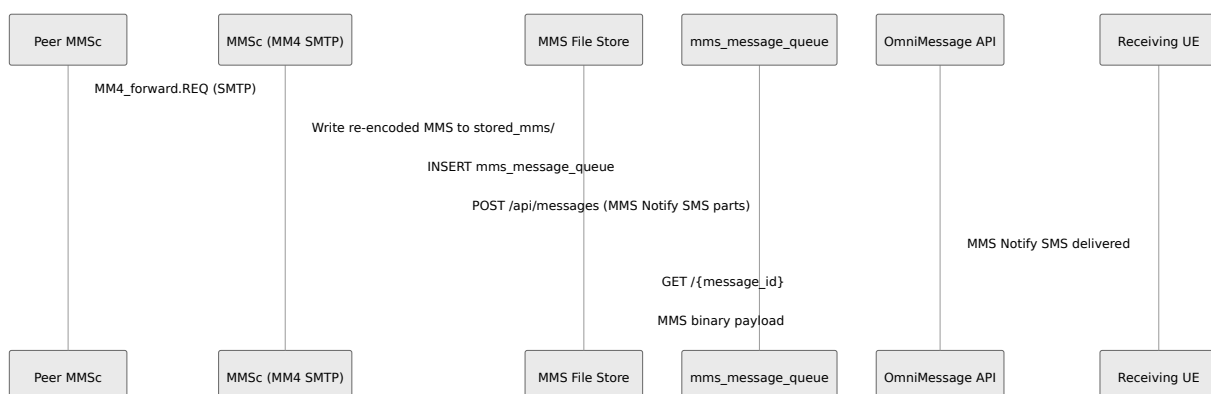 Peer MMSc
MMSc (MM4 SMTP)
MMS File Store
mms_message_queue
OmniMessage API
Receiving UE
MM4_forward.REQ (SMTP)
Write re-encoded MMS to stored_mms/
INSERT mms_message_queue
POST /api/messages (MMS Notify SMS parts)
MMS Notify SMS delivered
GET /{message_id}
MMS binary payload
Peer MMSc
MMSc (MM4 SMTP)
MMS File Store
mms_message_queue
OmniMessage API
Receiving UE